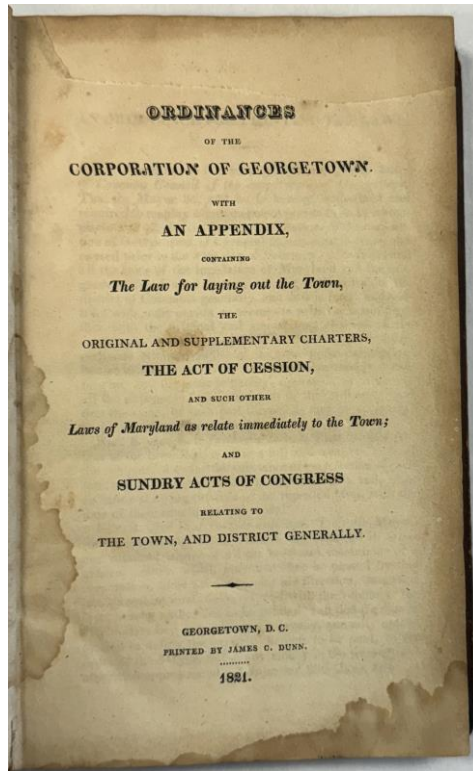 ORDINANCES
OF THE
CORPORATION OF GEORGETOWN.
WITH
AN APPENDIX,
CONTAINING
The Law for laying out the Town,
THE
ORIGINAL AND SUPPLEMENTARY CHARTERS,
THE ACT OF CESSION,
AND SUCH OTHER
Laws of Maryland as relate immediately to the Town;
AND
SUNDRY ACTS OF CONGRESS
RELATING TO
THE TOWN, AND DISTRICT GENERALLY.
GEORGETOWN, D. C.
PRINTED BY JAMES C. DUNN.
1821.